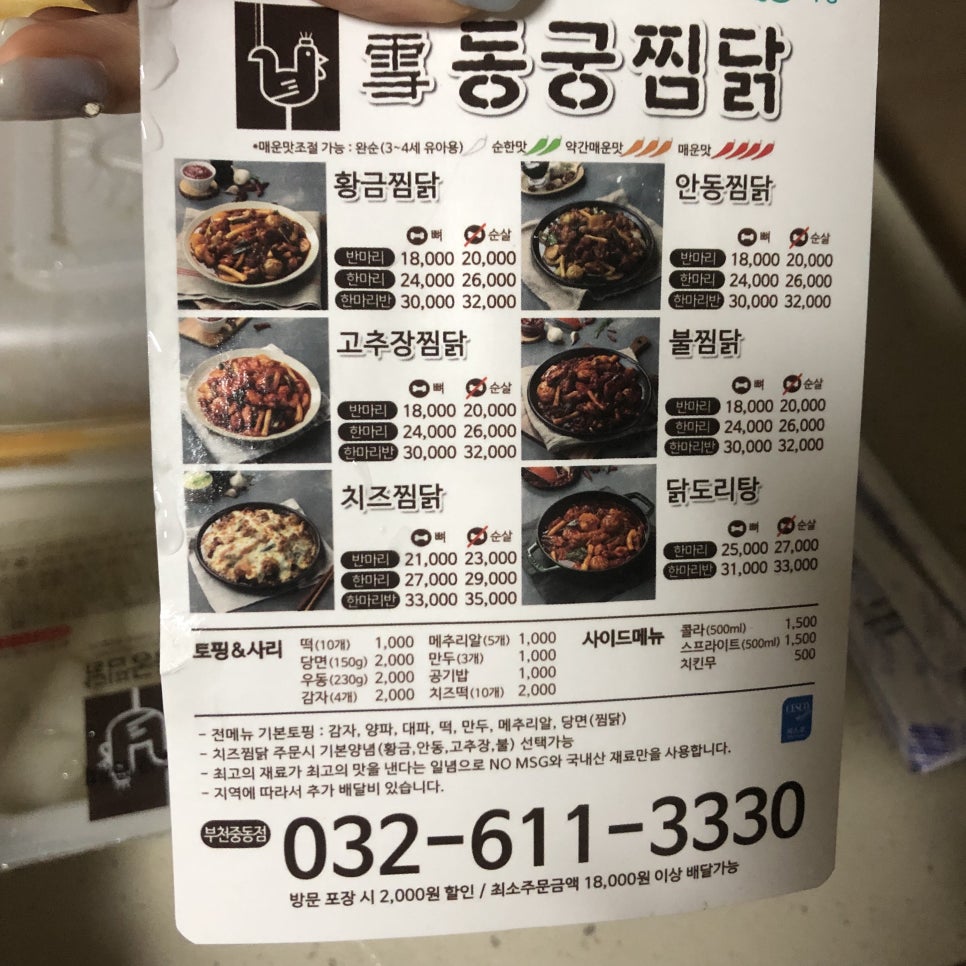 雪 동궁찜닭
•매운맛조절 가능 : 완순(3~4세 유아용) 순한맛 약간매운맛 매운맛
황금찜닭
뼈 순살
반마리 18,000 20,000
한마리 24,000 26,000
한마리반 30,000 32,000
안동찜닭
뼈 순살
반마리 18,000 20,000
한마리 24,000 26,000
한마리반 30,000 32,000
고추장찜닭
뼈 순살
반마리 18,000 20,000
한마리 24,000 26,000
한마리반 30,000 32,000
불찜닭
뼈 순살
반마리 18,000 20,000
한마리 24,000 26,000
한마리반 30,000 32,000
치즈찜닭
뼈 순살
반마리 21,000 23,000
한마리 27,000 29,000
한마리반 33,000 35,000
닭도리탕
뼈 순살
한마리 25,000 27,000
한마리반 31,000 33,000
토핑&사리
떡(10개) 1,000 메추리알(5개) 1,000
당면(150g) 2,000 만두(3개) 1,000
우동(230g) 2,000 공기밥 1,000
감자(4개) 2,000 치즈떡(10개) 2,000
사이드메뉴
콜라(500ml) 1,500
스프라이트(500ml) 1,500
치킨무 500
- 전메뉴 기본토핑 : 감자, 양파, 대파, 떡, 만두, 메추리알, 당면(찜닭)
- 치즈찜닭 주문시 기본양념(황금,안동,고추장,불) 선택가능
- 최고의 재료가 최고의 맛을 낸다는 일념으로 NO MSG와 국내산 재료만을 사용합니다.
- 지역에 따라서 추가 배달비 있습니다.
CESCO
세스코
부천중동점 032-611-3330
방문 포장 시 2,000원 할인 / 최소주문금액 18,000원 이상 배달가능